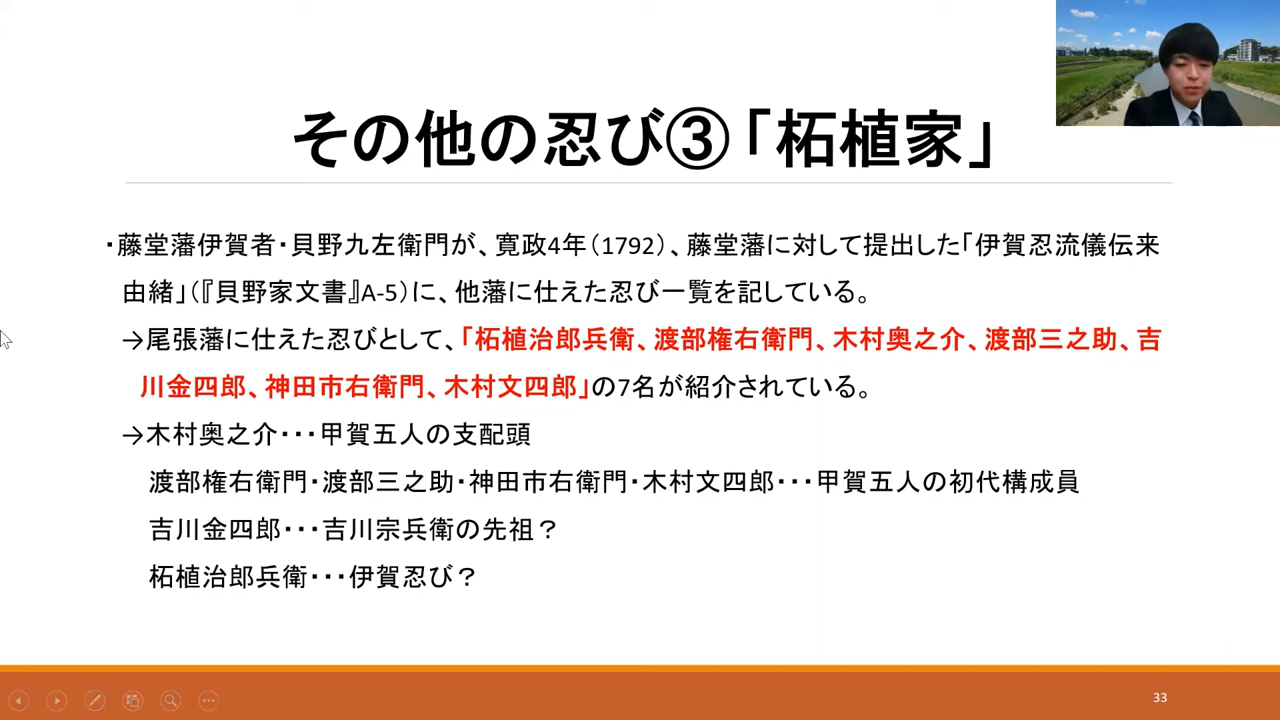 その他の忍び③「柘植家」
・藤堂藩伊賀者・貝野九左衛門が、寛政4年（1792）、藤堂藩に対して提出した「伊賀忍流儀伝来
由緒」（『貝野家文書』A-5）に、他藩に仕えた忍び一覧を記している。
→尾張藩に仕えた忍びとして、「柘植治郎兵衛、渡部権右衛門、木村奥之介、渡部三之助、吉
川金四郎、神田市右衛門、木村文四郎」の7名が紹介されている。
→木村奥之介・・・甲賀五人の支配頭
渡部権右衛門・渡部三之助・神田市右衛門・木村文四郎・・・甲賀五人の初代構成員
吉川金四郎・・・吉川宗兵衛の先祖？
柘植治郎兵衛・・・伊賀忍び？
33